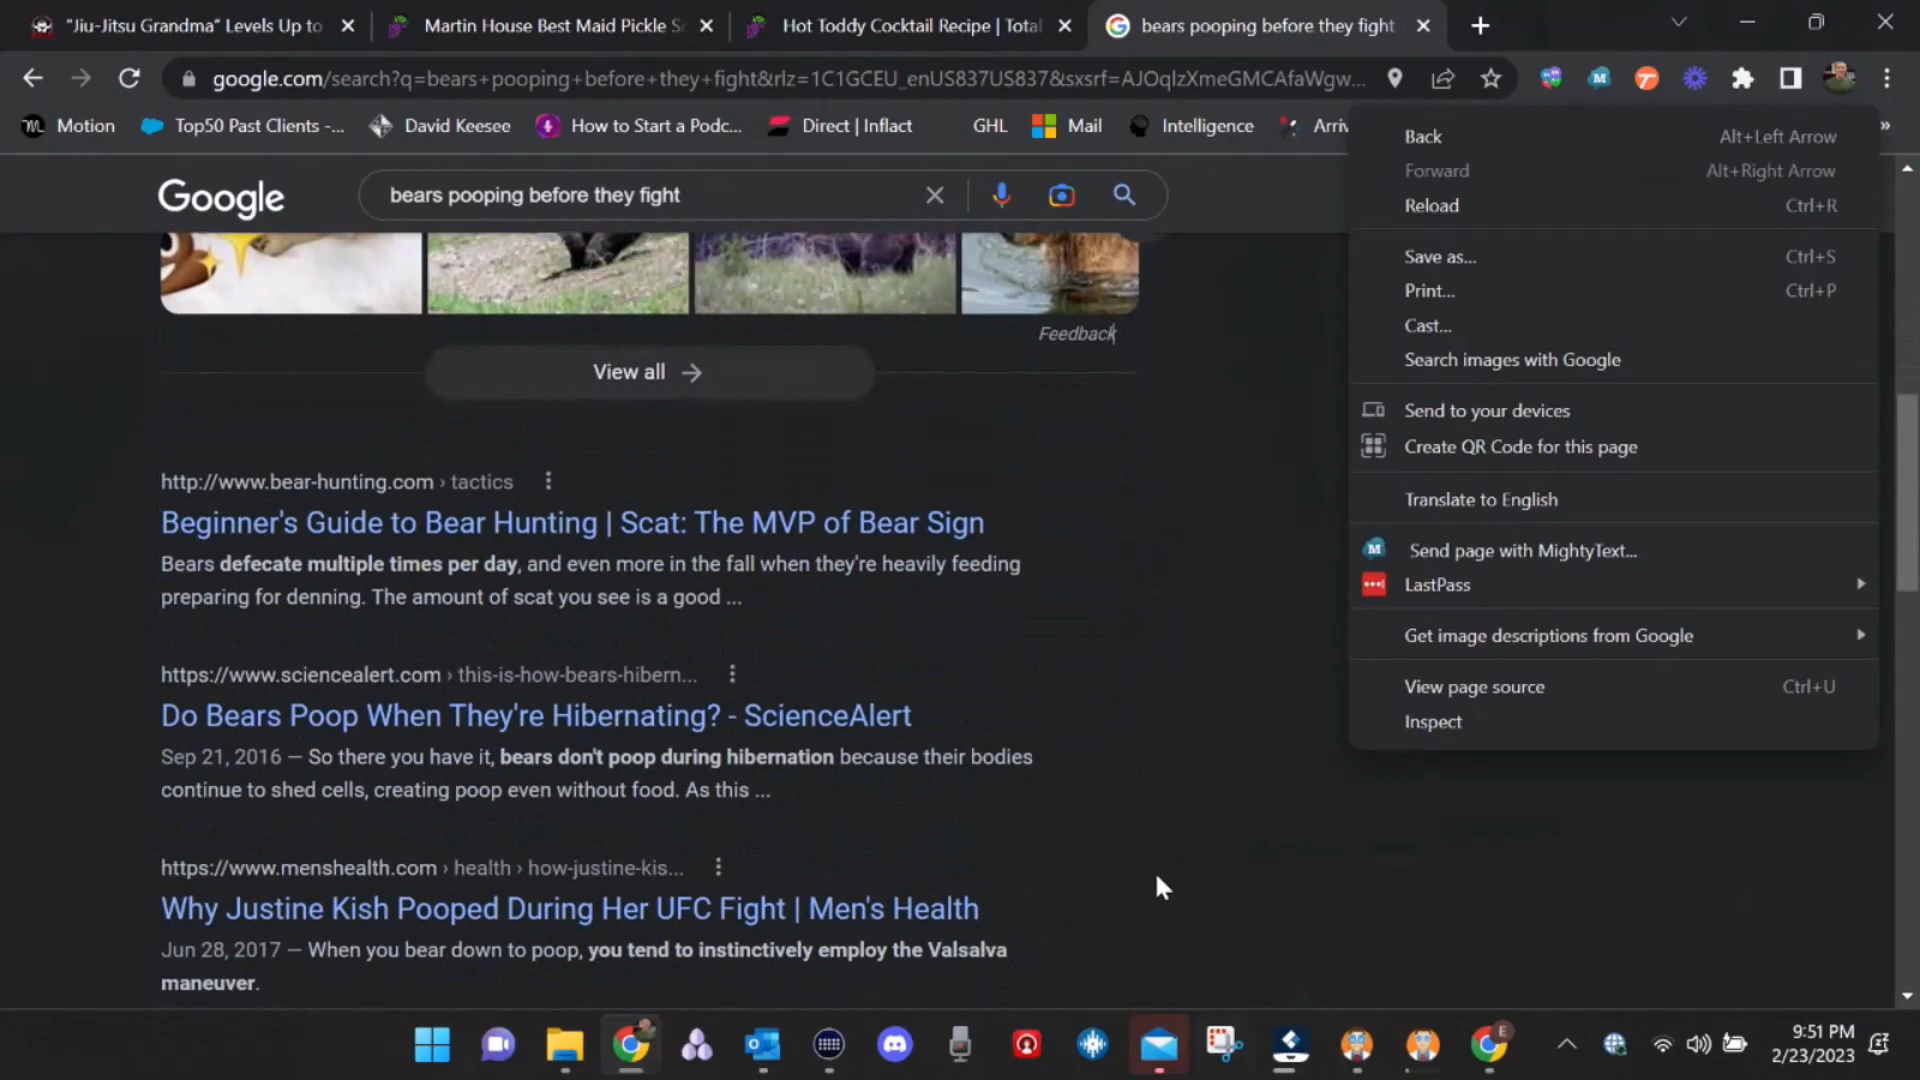 "Jiu-Jitsu Grandma" Levels Up to
Martin House Best Maid Pickle S
Hot Toddy Cocktail Recipe | Total
bears pooping before they fight
google.com/search?q=bears+pooping+before+they+fight&rlz=1C1GCEU_enUS837US837&sxsrf=AJOqlzXmeGMCAfaWgw...
Motion
Top50 Past Clients -...
David Keesee
How to Start a Podc...
Direct | Inflact
GHL
Mail
Intelligence
Arriv
»
Google
bears pooping before they fight
Feedback
View all
http://www.bear-hunting.com › tactics
Beginner's Guide to Bear Hunting | Scat: The MVP of Bear Sign
Bears defecate multiple times per day, and even more in the fall when they're heavily feeding
preparing for denning. The amount of scat you see is a good ...
https://www.sciencealert.com › this-is-how-bears-hibern...
Do Bears Poop When They're Hibernating? - ScienceAlert
Sep 21, 2016 — So there you have it, bears don't poop during hibernation because their bodies
continue to shed cells, creating poop even without food. As this ...
https://www.menshealth.com › health › how-justine-kis...
Why Justine Kish Pooped During Her UFC Fight | Men's Health
Jun 28, 2017 — When you bear down to poop, you tend to instinctively employ the Valsalva
maneuver.
Back Alt+Left Arrow
Forward Alt+Right Arrow
Reload Ctrl+R
Save as... Ctrl+S
Print... Ctrl+P
Cast...
Search images with Google
Send to your devices
Create QR Code for this page
Translate to English
Send page with MightyText...
LastPass
Get image descriptions from Google
View page source Ctrl+U
Inspect
9:51 PM
2/23/2023